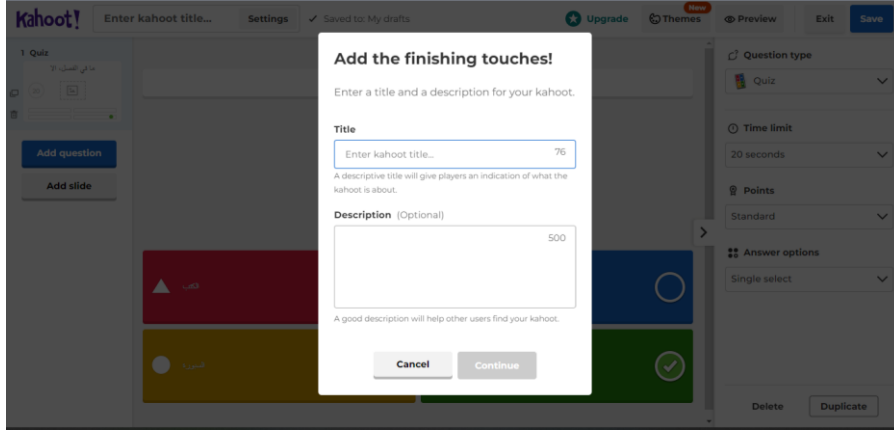 Kahoot!
Enter kahoot title...
Settings
Saved to: My drafts
Upgrade
New
Themes
Preview
Exit
Save
1 Quiz
Add question
Add slide
Add the finishing touches!
Enter a title and a description for your kahoot.
Title
Enter kahoot title...
76
A descriptive title will give players an indication of what the
kahoot is about.
Description (Optional)
500
A good description will help other users find your kahoot.
Cancel
Continue
Question type
Quiz
Time limit
20 seconds
Points
Standard
Answer options
Single select
Delete
Duplicate